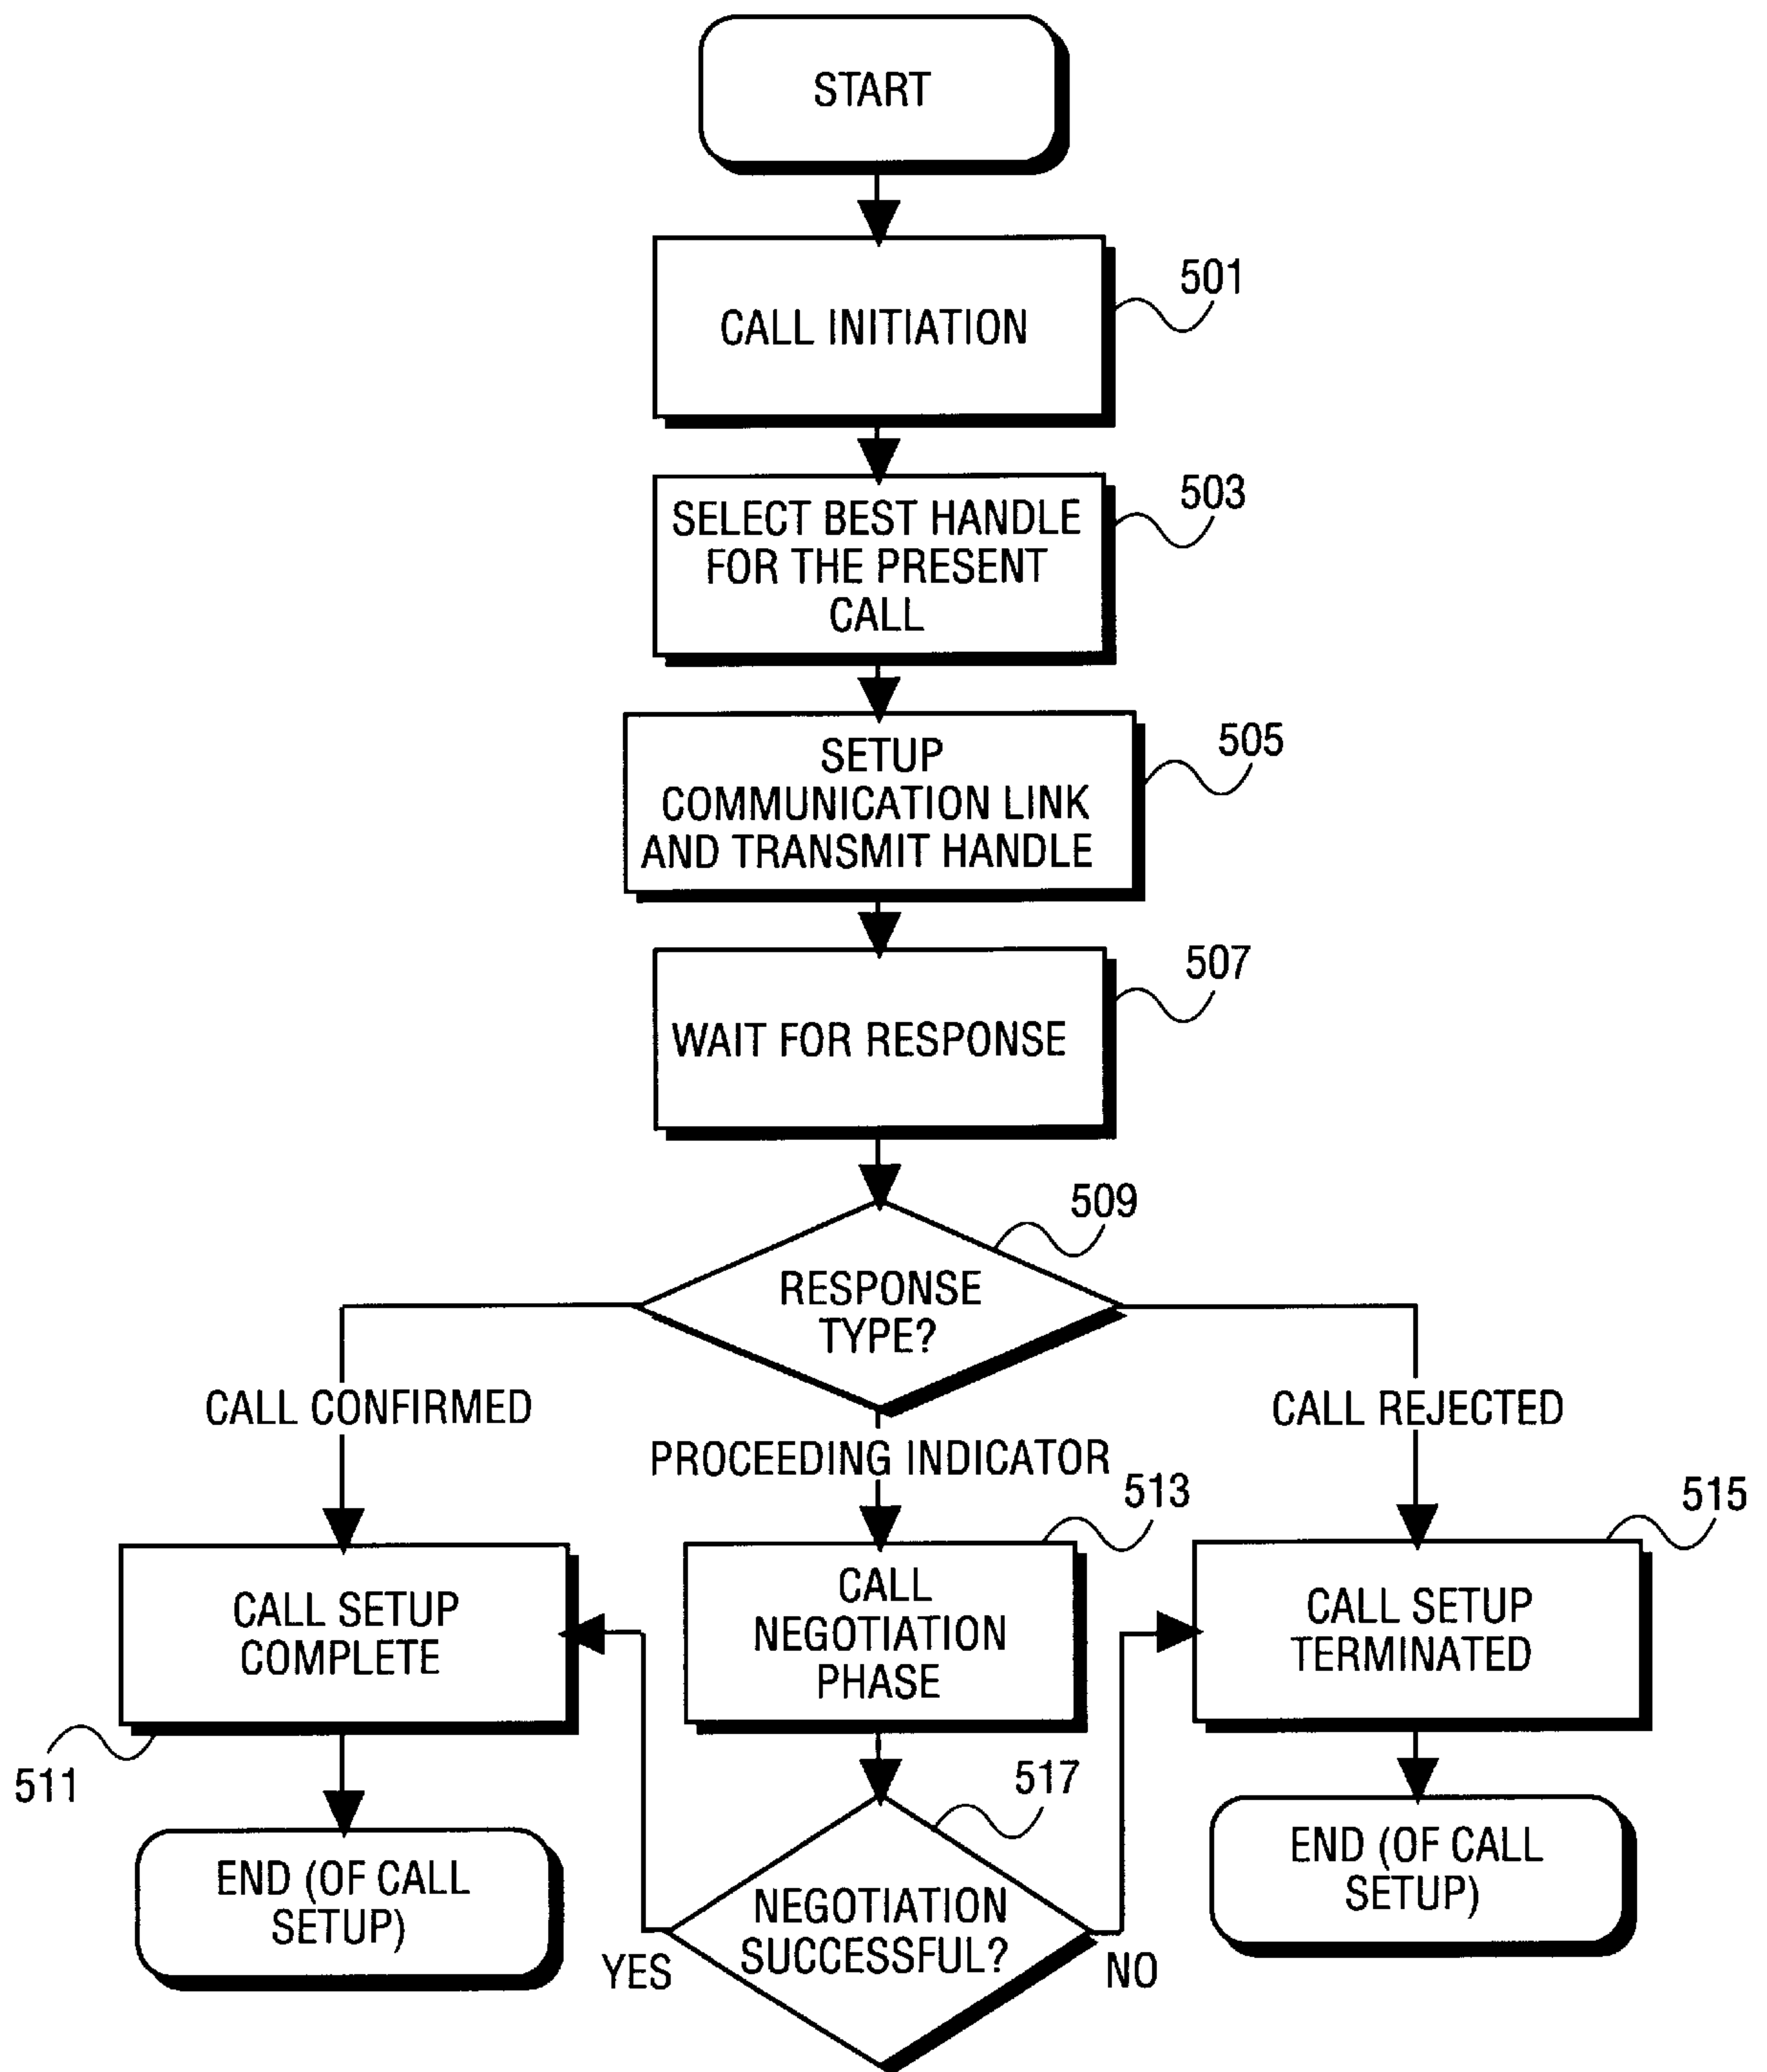 START
CALL INITIATION
501
SELECT BEST HANDLE
FOR THE PRESENT
CALL
503
SETUP
COMMUNICATION LINK
AND TRANSMIT HANDLE
505
WAIT FOR RESPONSE
507
RESPONSE
TYPE?
509
CALL CONFIRMED
PROCEEDING INDICATOR
CALL REJECTED
CALL SETUP
COMPLETE
511
CALL
NEGOTIATION
PHASE
513
CALL SETUP
TERMINATED
515
END (OF CALL
SETUP)
NEGOTIATION
SUCCESSFUL?
517
YES
NO
END (OF CALL
SETUP)